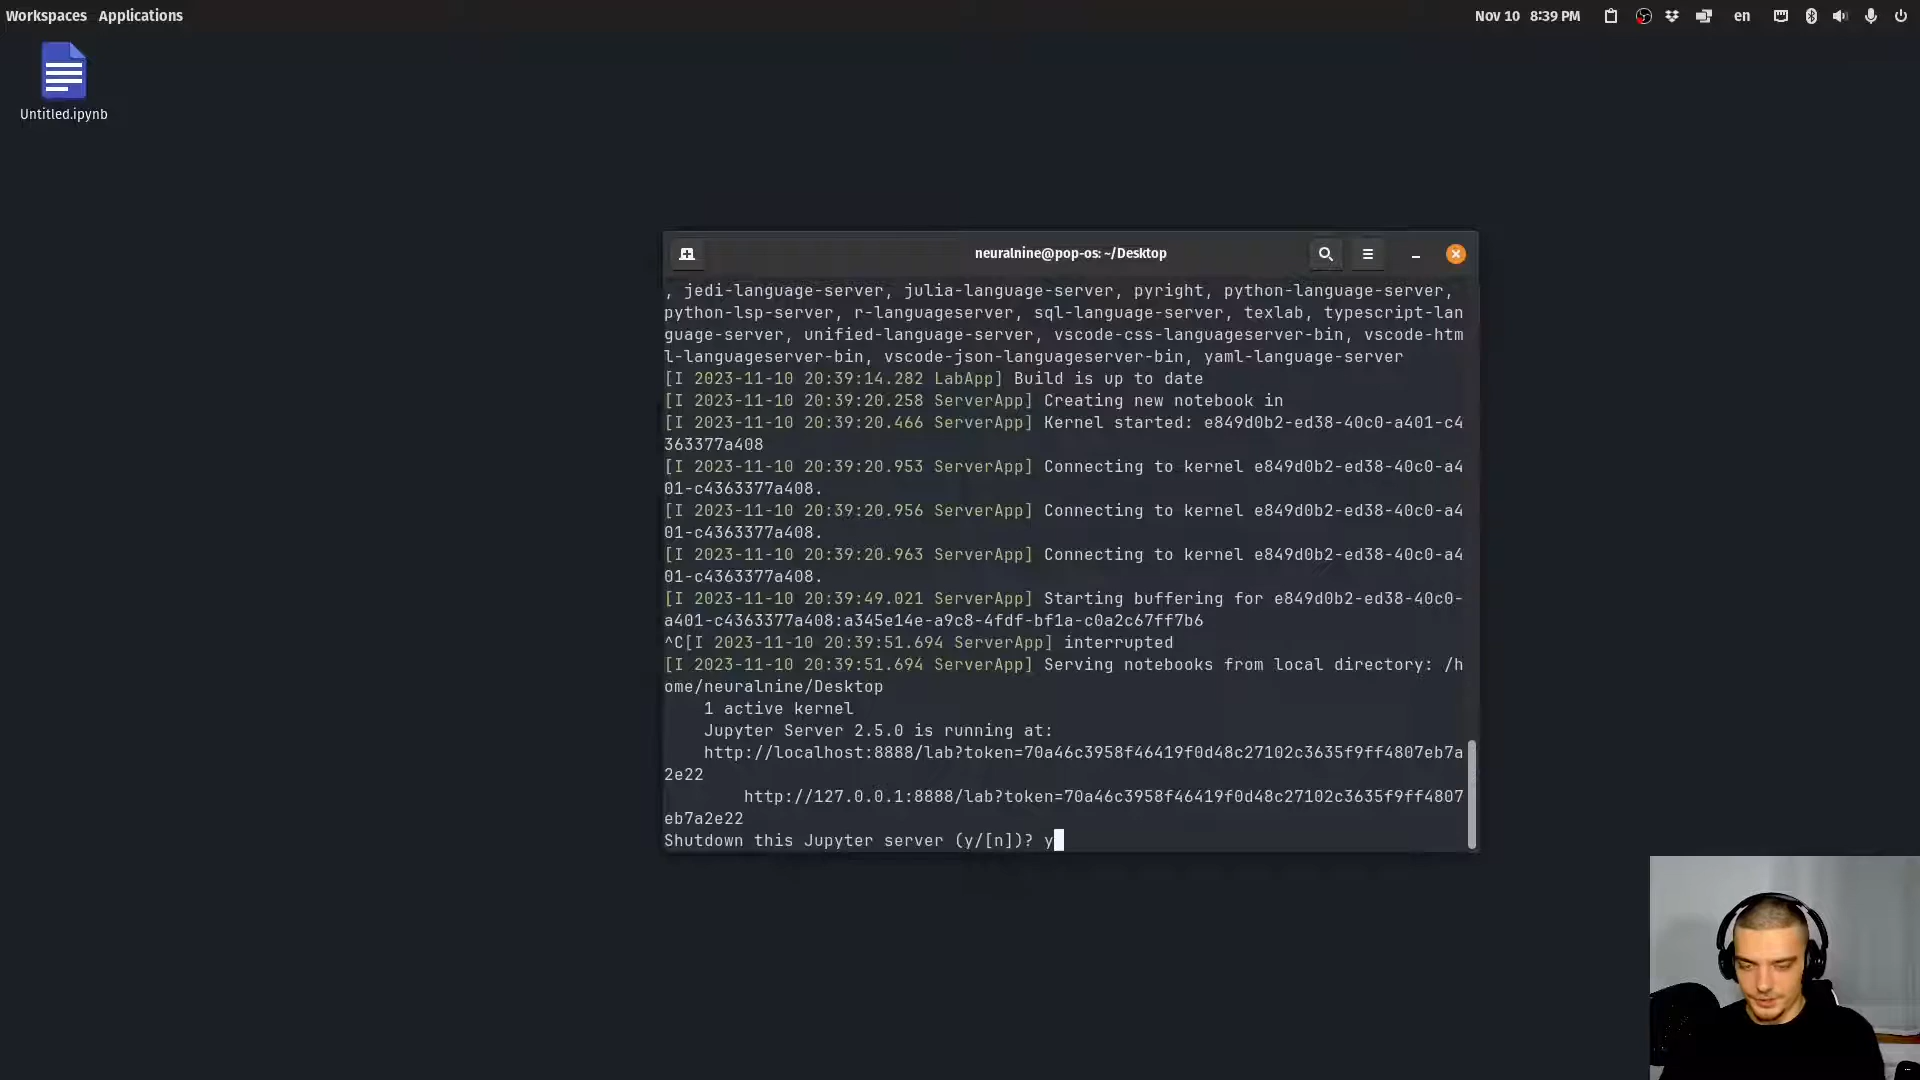 Workspaces Applications
Nov 10 8:39 PM
en
Untitled.ipynb
neuralnine@pop-os: ~/Desktop
, jedi-language-server, julia-language-server, pyright, python-language-server,
python-lsp-server, r-languageserver, sql-language-server, texlab, typescript-lan
guage-server, unified-language-server, vscode-css-languageserver-bin, vscode-htm
l-languageserver-bin, vscode-json-languageserver-bin, yaml-language-server
[I 2023-11-10 20:39:14.282 LabApp] Build is up to date
[I 2023-11-10 20:39:20.258 ServerApp] Creating new notebook in
[I 2023-11-10 20:39:20.466 ServerApp] Kernel started: e849d0b2-ed38-40c0-a401-c4
363377a408
[I 2023-11-10 20:39:20.953 ServerApp] Connecting to kernel e849d0b2-ed38-40c0-a4
01-c4363377a408.
[I 2023-11-10 20:39:20.956 ServerApp] Connecting to kernel e849d0b2-ed38-40c0-a4
01-c4363377a408.
[I 2023-11-10 20:39:20.963 ServerApp] Connecting to kernel e849d0b2-ed38-40c0-a4
01-c4363377a408.
[I 2023-11-10 20:39:49.021 ServerApp] Starting buffering for e849d0b2-ed38-40c0-
a401-c4363377a408:a345e14e-a9c8-4fdf-bf1a-c0a2c67ff7b6
^C[I 2023-11-10 20:39:51.694 ServerApp] interrupted
[I 2023-11-10 20:39:51.694 ServerApp] Serving notebooks from local directory: /h
ome/neuralnine/Desktop
1 active kernel
Jupyter Server 2.5.0 is running at:
http://localhost:8888/lab?token=70a46c3958f46419f0d48c27102c3635f9ff4807eb7a
2e22
http://127.0.0.1:8888/lab?token=70a46c3958f46419f0d48c27102c3635f9ff4807
eb7a2e22
Shutdown this Jupyter server (y/[n])? y